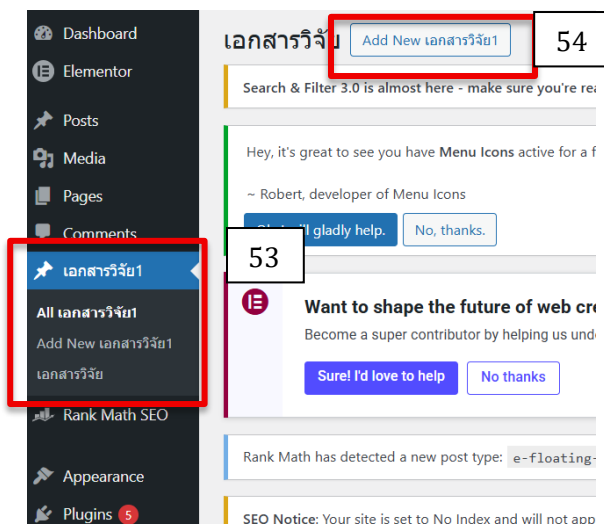 Dashboard
Elementor
Posts
Media
Pages
Comments
เอกสารวิจัย1
All เอกสารวิจัย1
Add New เอกสารวิจัย1
เอกสารวิจัย
Rank Math SEO
Appearance
Plugins 5
53
เอกสารวิจัย
Add New เอกสารวิจัย1
54
Search & Filter 3.0 is almost here - make sure you're
Hey, it's great to see you have Menu Icons active for a
~ Robert, developer of Menu Icons
gladly help.
No, thanks.
Want to shape the future of web
Become a super contributor by helping us
Sure! I'd love to help
No thanks
Rank Math has detected a new post type: e-floating-
SEO Notice: Your site is set to No Index and will not